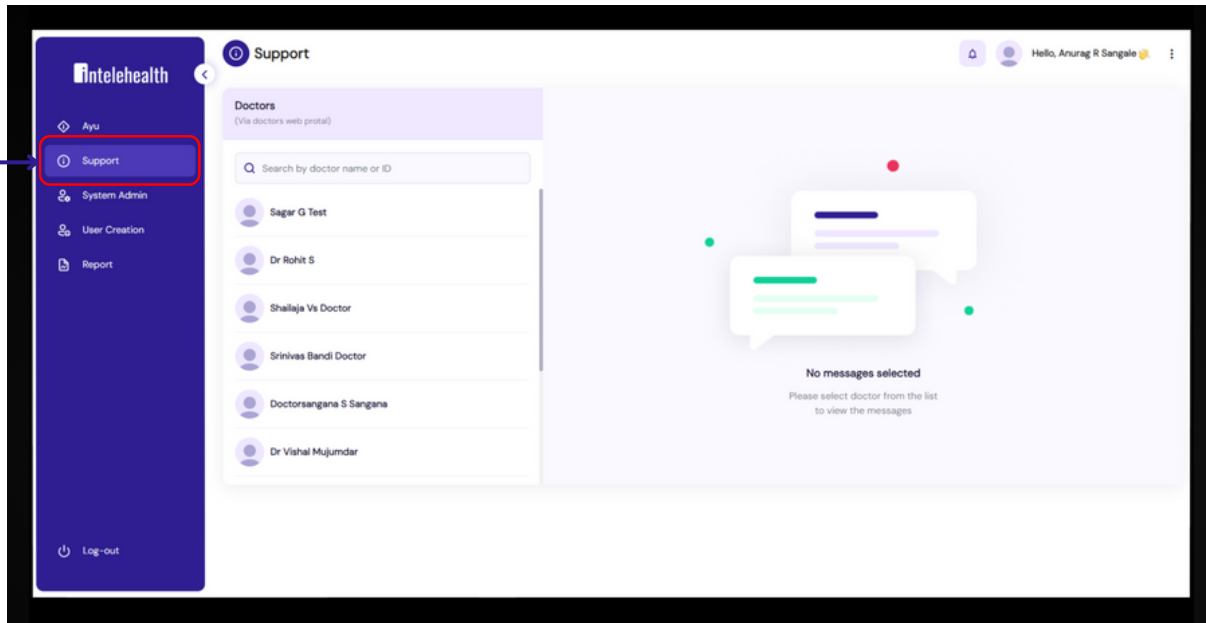 intelehealth
Ayu
Support
System Admin
User Creation
Report
Log-out
Support
Hello, Anurag R Sangale
Doctors
(Via doctors web protal)
Search by doctor name or ID
Sagar G Test
Dr Rohit S
Shailaja Vs Doctor
Srinivas Bandi Doctor
Doctorsangana S Sangana
Dr Vishal Mujumdar
No messages selected
Please select doctor from the list
to view the messages